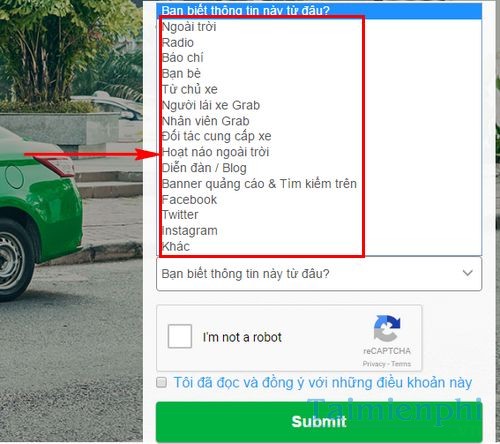 Bạn biết thông tin này từ đâu?
Ngoài trời
Radio
Báo chí
Bạn bè
Từ chủ xe
Người lái xe Grab
Nhân viên Grab
Đối tác cung cấp xe
Hoạt náo ngoài trời
Diễn đàn / Blog
Banner quảng cáo & Tìm kiếm trên
Facebook
Twitter
Instagram
Khác
Bạn biết thông tin này từ đâu?
I'm not a robot
reCAPTCHA
Privacy - Terms
Tôi đã đọc và đồng ý với những điều khoản này
Submit
Taimienphi